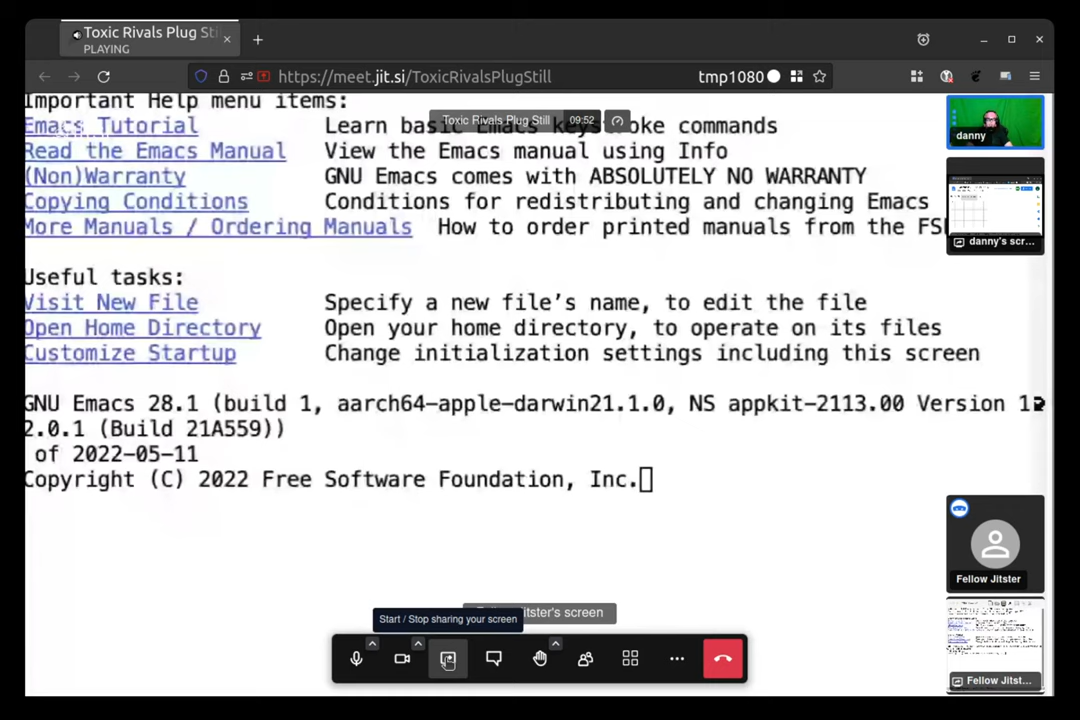 Toxic Rivals Plug Sti
PLAYING
https://meet.jit.si/ToxicRivalsPlugStill
tmp1080
Important Help menu items:
Toxic Rivals Plug Still 09:52
Emacs Tutorial Learn basic Emacs keystroke commands
Read the Emacs Manual View the Emacs manual using Info
(Non)Warranty GNU Emacs comes with ABSOLUTELY NO WARRANTY
Copying Conditions Conditions for redistributing and changing Emacs
More Manuals / Ordering Manuals How to order printed manuals from the FS
Useful tasks:
Visit New File Specify a new file’s name, to edit the file
Open Home Directory Open your home directory, to operate on its files
Customize Startup Change initialization settings including this screen
GNU Emacs 28.1 (build 1, aarch64-apple-darwin21.1.0, NS appkit-2113.00 Version 1
2.0.1 (Build 21A559))
of 2022-05-11
Copyright (C) 2022 Free Software Foundation, Inc.
danny
danny's scr...
Fellow Jitster
Fellow Jitst...
itster's screen
Start / Stop sharing your screen